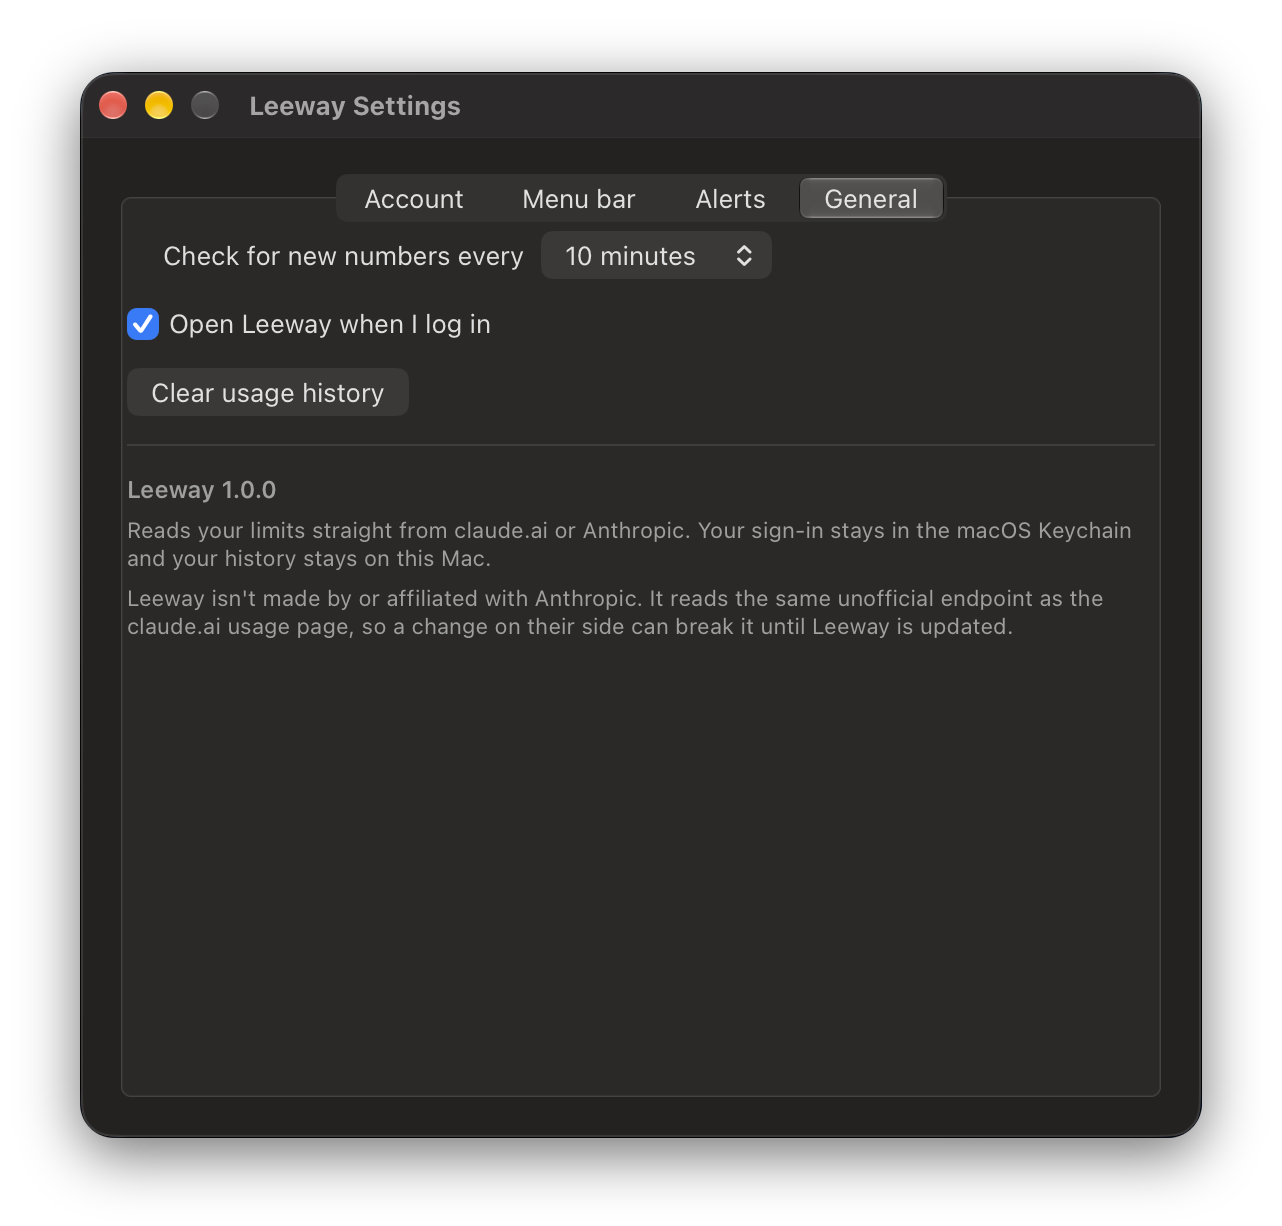 Leeway Settings
Account Menu bar Alerts General
Check for new numbers every 10 minutes
Open Leeway when I log in
Clear usage history
Leeway 1.0.0
Reads your limits straight from claude.ai or Anthropic. Your sign-in stays in the macOS Keychain
and your history stays on this Mac.
Leeway isn't made by or affiliated with Anthropic. It reads the same unofficial endpoint as the
claude.ai usage page, so a change on their side can break it until Leeway is updated.